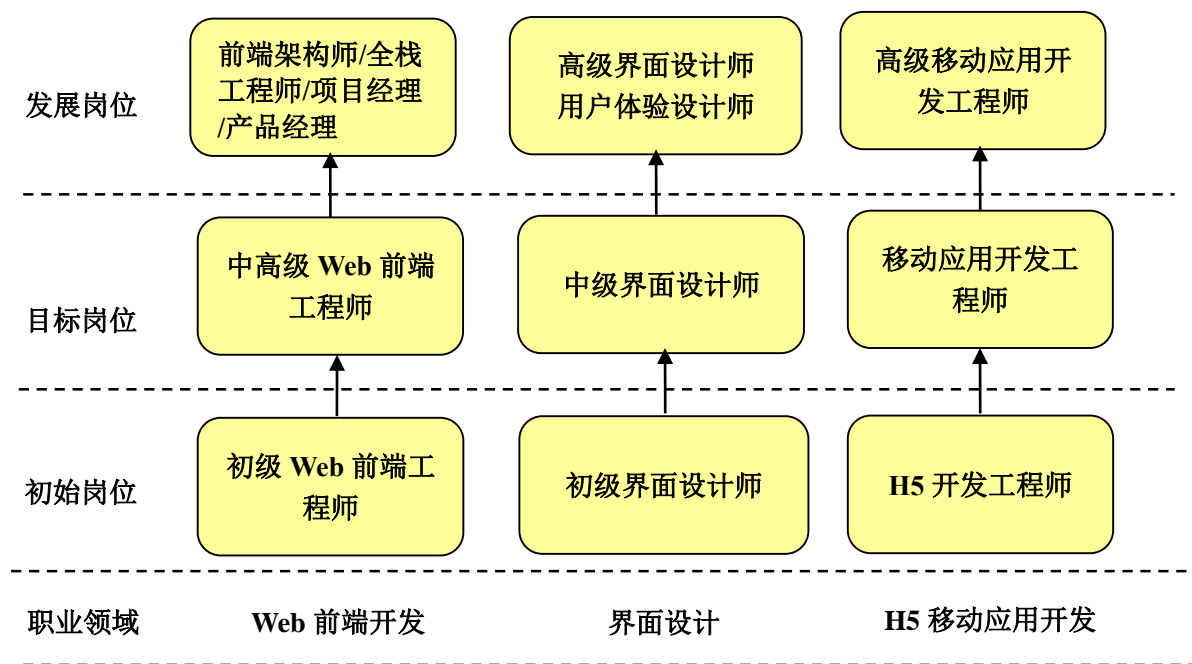 前端架构师/全栈
工程师/项目经理
/产品经理
高级界面设计师
用户体验设计师
高级移动应用开
发工程师
发展岗位
中高级 Web 前端
工程师
中级界面设计师
移动应用开发工
程师
目标岗位
初级 Web 前端工
程师
初级界面设计师
H5 开发工程师
初始岗位
职业领域
Web 前端开发
界面设计
H5 移动应用开发